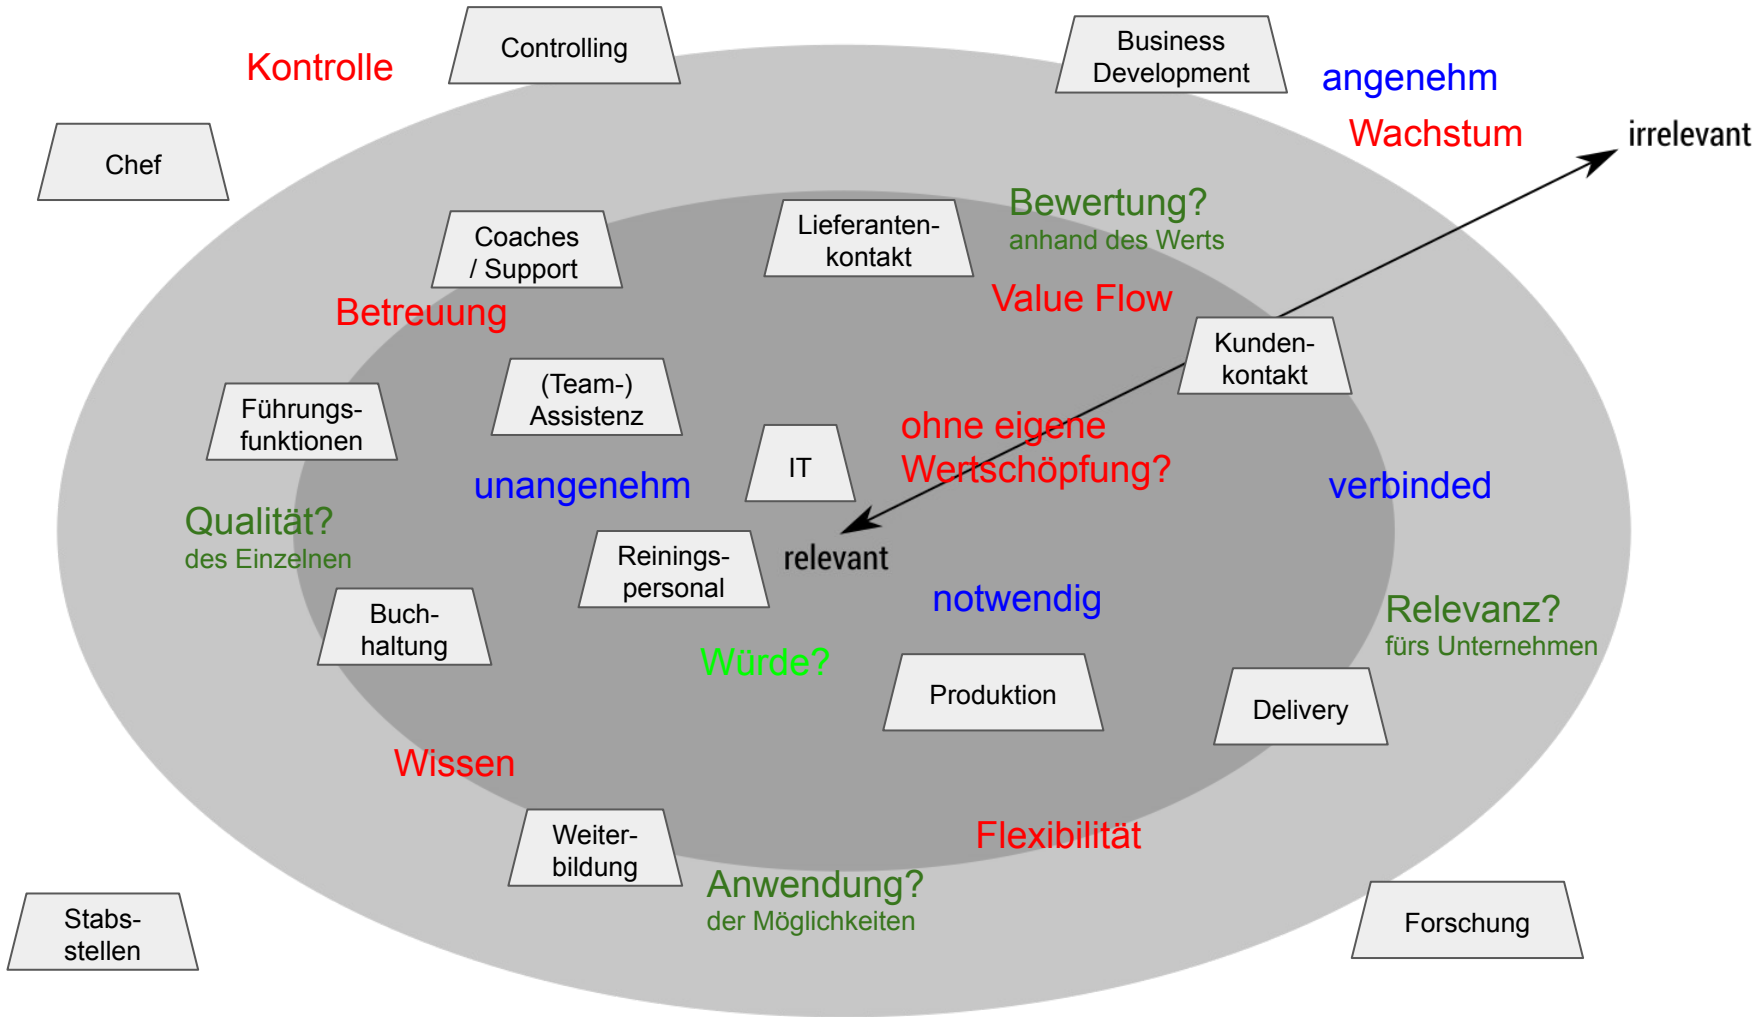 Controlling
Business
Development
Kontrolle
angenehm
Wachstum
irrelevant
Chef
Bewertung?
anhand des Werts
Lieferanten-
kontakt
Coaches
/ Support
Value Flow
Betreuung
Kunden-
kontakt
(Team-)
Assistenz
Führungs-
funktionen
ohne eigene
Wertschöpfung?
IT
unangenehm
verbinded
Qualität?
des Einzelnen
Reinings-
personal
relevant
notwendig
Relevanz?
fürs Unternehmen
Buch-
haltung
Würde?
Produktion
Delivery
Wissen
Flexibilität
Weiter-
bildung
Anwendung?
der Möglichkeiten
Stabs-
stellen
Forschung